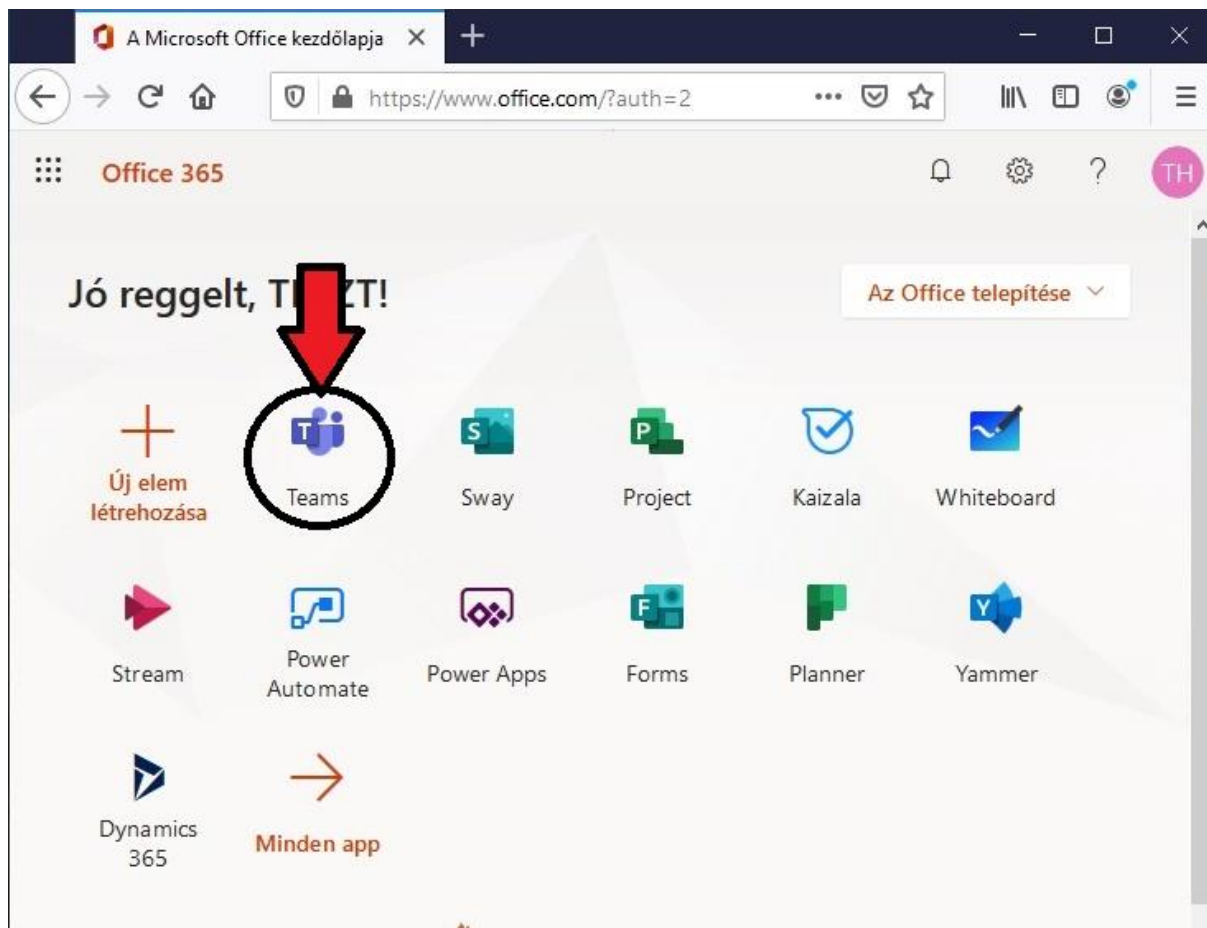 A Microsoft Office kezdőlapja
https://www.office.com/?auth=2
Office 365
TH
Jó reggelt, T ZT!
Az Office telepítése
Új elem
létrehozása
Teams
Sway
Project
Kaizala
Whiteboard
Stream
Power
Automate
Power Apps
Forms
Planner
Yammer
Dynamics
365
Minden app